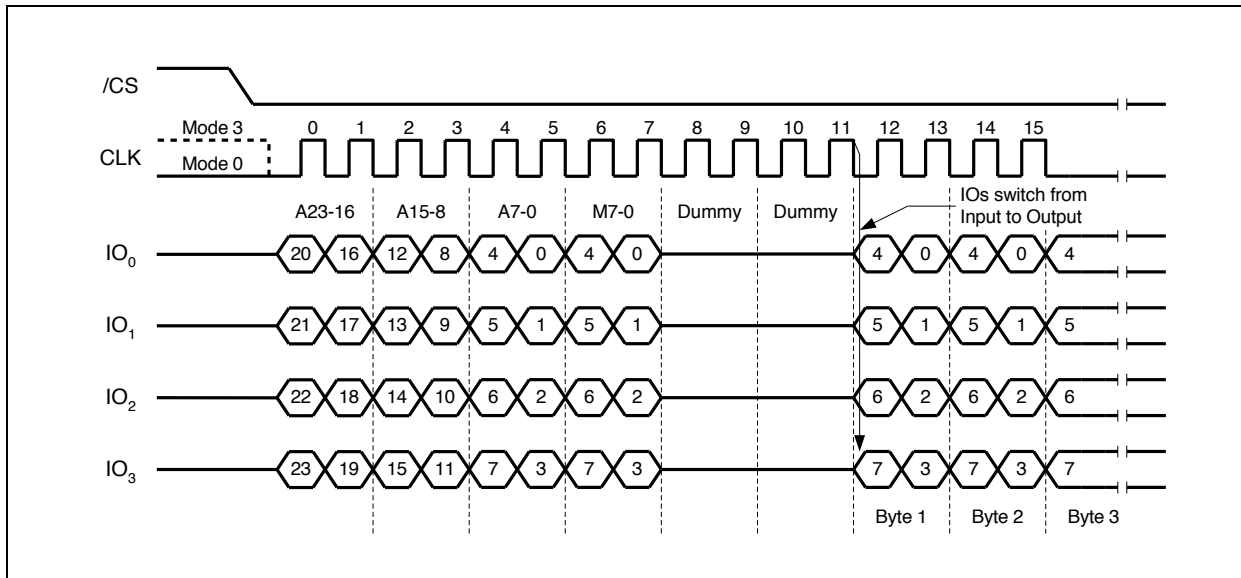 /CS
Mode 3 0 1 2 3 4 5 6 7 8 9 10 11 12 13 14 15
CLK
Mode 0
IOs switch from
Input to Output
A23-16 A15-8 A7-0 M7-0 Dummy Dummy
IO0 20 16 12 8 4 0 4 0 4 0 4 0 4
IO1 21 17 13 9 5 1 5 1 5 1 5 1 5
IO2 22 18 14 10 6 2 6 2 6 2 6 2 6
IO3 23 19 15 11 7 3 7 3 7 3 7 3 7
Byte 1 Byte 2 Byte 3